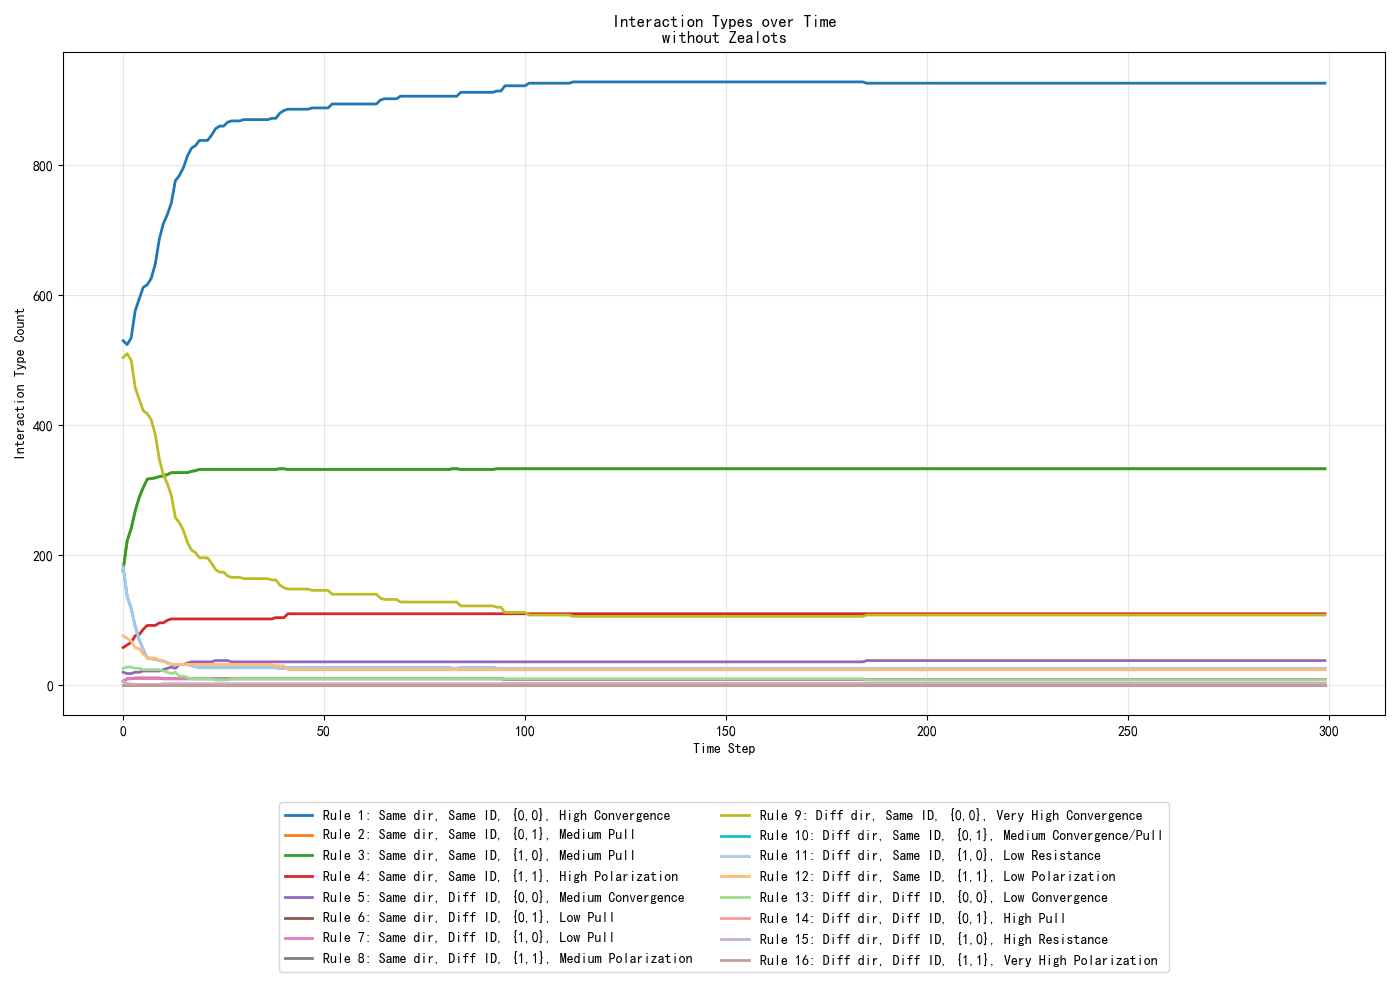 Interaction Types over Time
without Zealots
Interaction Type Count
800
600
400
200
0
0 50 100 150 200 250 300
Time Step
Rule 1: Same dir, Same ID, {0,0}, High Convergence
Rule 2: Same dir, Same ID, {0,1}, Medium Pull
Rule 3: Same dir, Same ID, {1,0}, Medium Pull
Rule 4: Same dir, Same ID, {1,1}, High Polarization
Rule 5: Same dir, Diff ID, {0,0}, Medium Convergence
Rule 6: Same dir, Diff ID, {0,1}, Low Pull
Rule 7: Same dir, Diff ID, {1,0}, Low Pull
Rule 8: Same dir, Diff ID, {1,1}, Medium Polarization
Rule 9: Diff dir, Same ID, {0,0}, Very High Convergence
Rule 10: Diff dir, Same ID, {0,1}, Medium Convergence/Pull
Rule 11: Diff dir, Same ID, {1,0}, Low Resistance
Rule 12: Diff dir, Same ID, {1,1}, Low Polarization
Rule 13: Diff dir, Diff ID, {0,0}, Low Convergence
Rule 14: Diff dir, Diff ID, {0,1}, High Pull
Rule 15: Diff dir, Diff ID, {1,0}, High Resistance
Rule 16: Diff dir, Diff ID, {1,1}, Very High Polarization